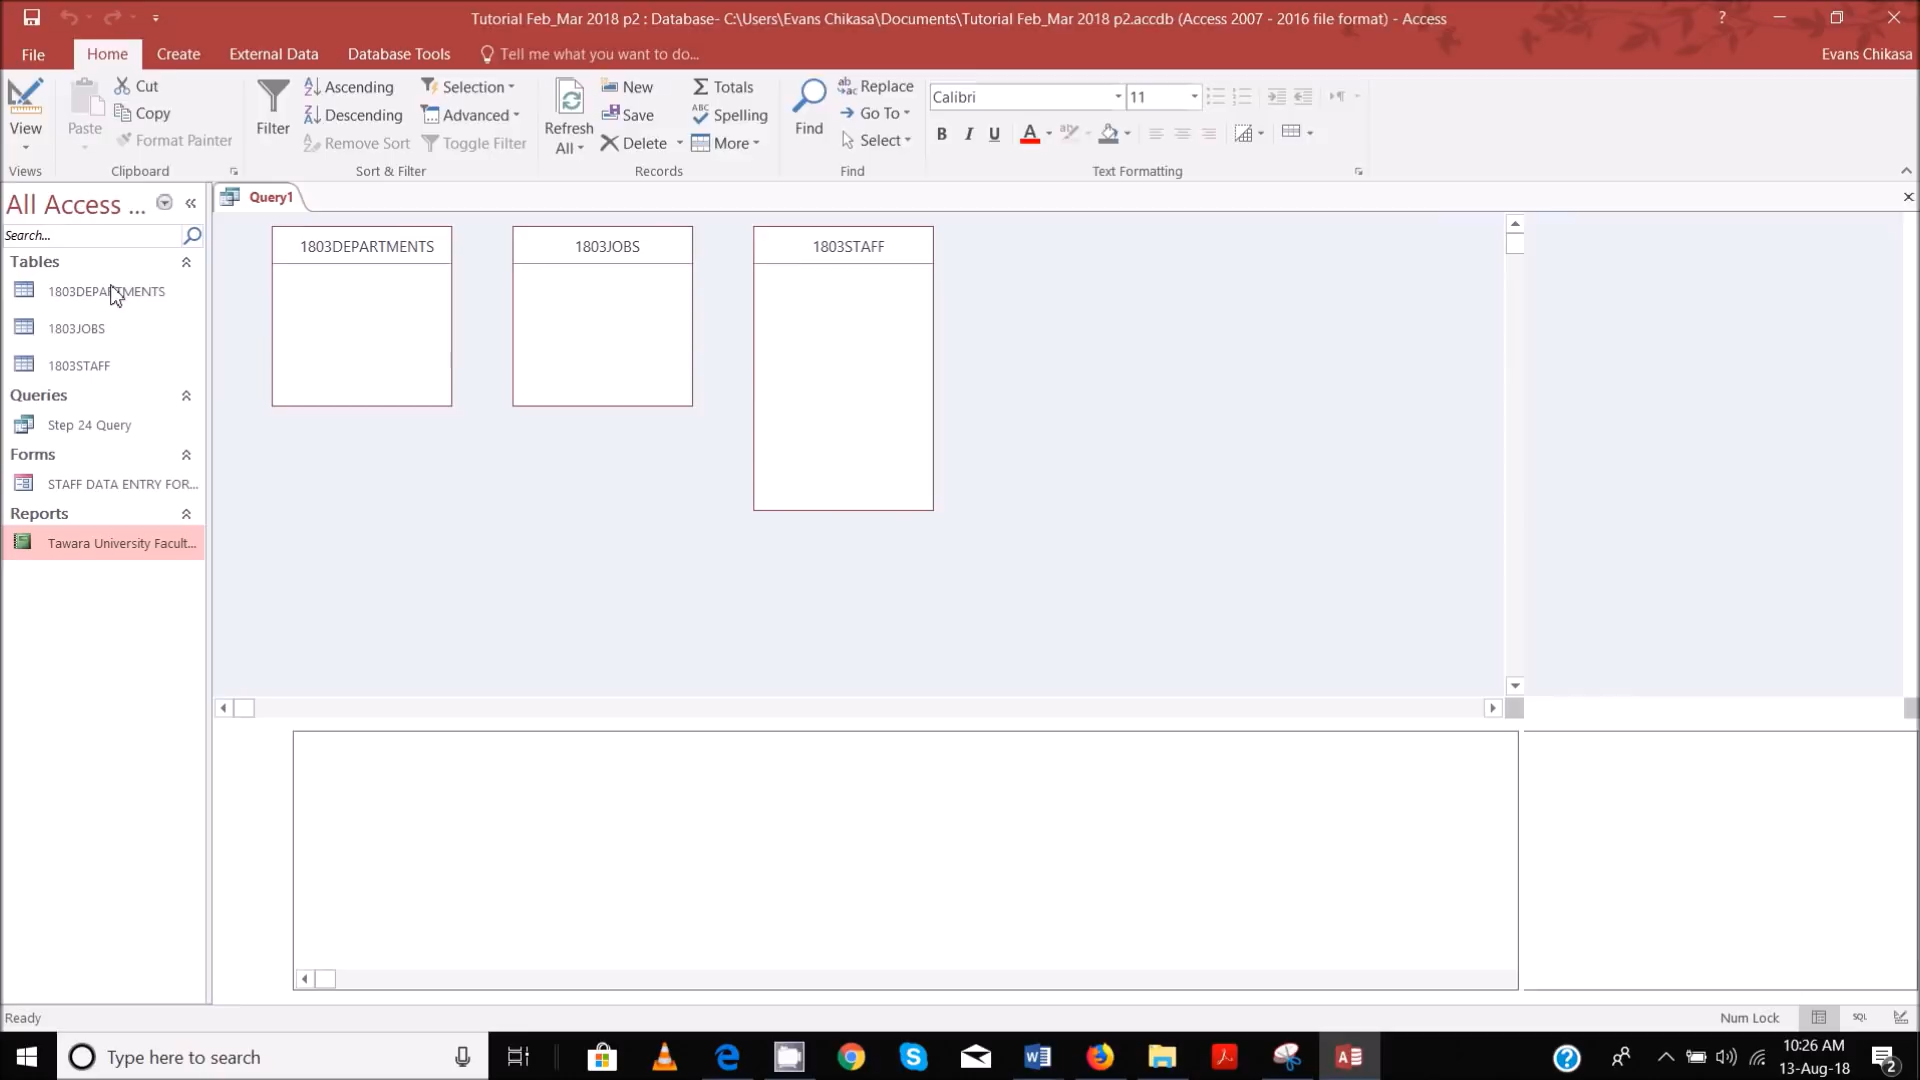 Tutorial Feb_Mar 2018 p2 : Database- C:\Users\Evans Chikasa\Documents\Tutorial Feb_Mar 2018 p2.accdb (Access 2007 - 2016 file format) - Access
?
File Home Create External Data Database Tools Tell me what you want to do... Evans Chikasa
View
Views
Paste
Cut
Copy
Format Painter
Clipboard
Filter
Ascending
Descending
Remove Sort
Selection
Advanced
Toggle Filter
Sort & Filter
Refresh
All
New
Save
Delete
Totals
Spelling
More
Records
Find
Replace
Go To
Select
Find
Calibri 11
B I U A
Text Formatting
All Access ...
Search...
Tables
1803DEPARTMENTS
1803JOBS
1803STAFF
Queries
Step 24 Query
Forms
STAFF DATA ENTRY FOR...
Reports
Tawara University Facult...
Query1
1803DEPARTMENTS 1803JOBS 1803STAFF
Ready Num Lock SQL
Type here to search
10:26 AM
13-Aug-18
2